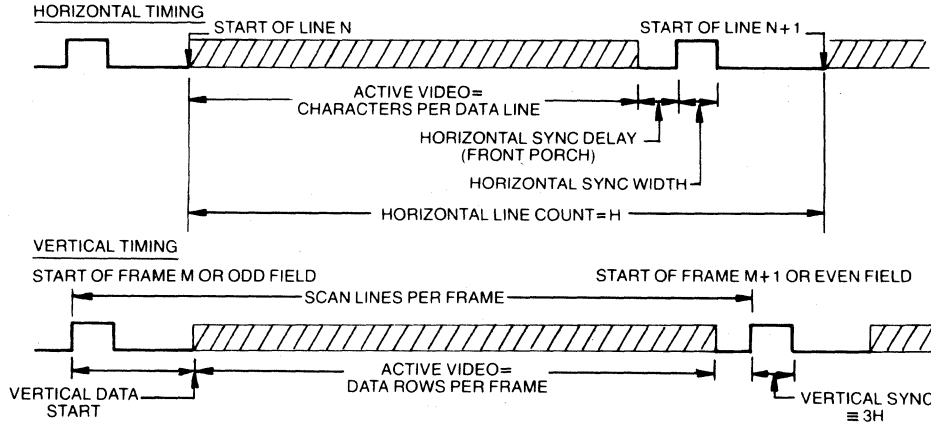 HORIZONTAL TIMING
START OF LINE N
START OF LINE N+1
ACTIVE VIDEO=
CHARACTERS PER DATA LINE
HORIZONTAL SYNC DELAY
(FRONT PORCH)
HORIZONTAL SYNC WIDTH
HORIZONTAL LINE COUNT=H
VERTICAL TIMING
START OF FRAME M OR ODD FIELD
START OF FRAME M+1 OR EVEN FIELD
SCAN LINES PER FRAME
ACTIVE VIDEO=
DATA ROWS PER FRAME
VERTICAL DATA
START
VERTICAL SYNC
≡ 3H